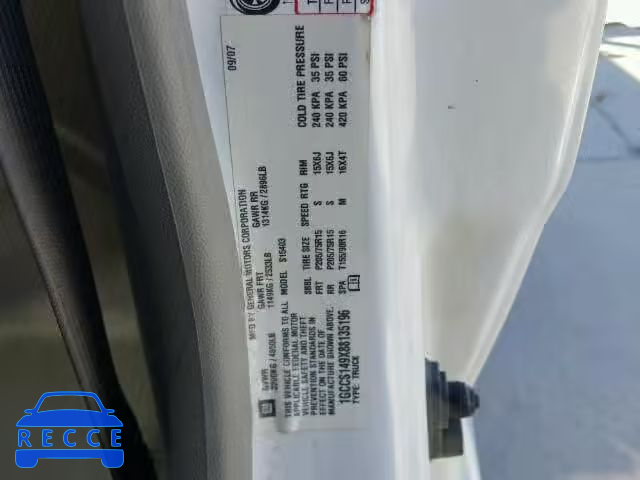 MFD BY GENERAL MOTORS CORPORATION
09/07
GVWR GAWR FRT GAWR RR
2200KG / 4850LB 1149KG / 2533LB 1314KG / 2896LB
THIS VEHICLE CONFORMS TO ALL
APPLICABLE FEDERAL MOTOR
VEHICLE SAFETY AND THEFT
PREVENTION STANDARDS IN
EFFECT ON THE DATE OF
MANUFACTURE SHOWN ABOVE.
1GCCS149X88135196
TYPE: TRUCK
MODEL S15403
SBBL TIRE SIZE SPEED RTG RIM COLD TIRE PRESSURE
FRT P205/75R15 S 15X6J 240 KPA 35 PSI
RR P205/75R15 S 15X6J 240 KPA 35 PSI
SPA T155/90R16 M 16X4T 420 KPA 60 PSI